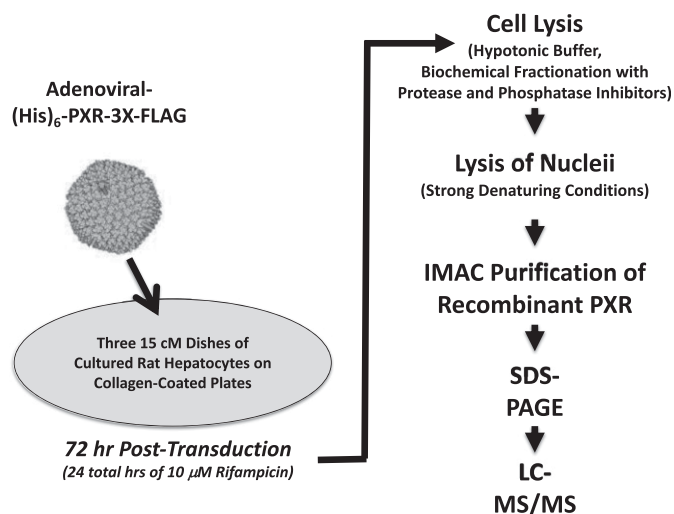 Adenoviral-
(His)6-PXR-3X-FLAG
Three 15 cM Dishes of
Cultured Rat Hepatocytes on
Collagen-Coated Plates
72 hr Post-Transduction
(24 total hrs of 10 μM Rifampicin)
Cell Lysis
(Hypotonic Buffer,
Biochemical Fractionation with
Protease and Phosphatase Inhibitors)
Lysis of Nucleii
(Strong Denaturing Conditions)
IMAC Purification of
Recombinant PXR
SDS-
PAGE
LC-
MS/MS